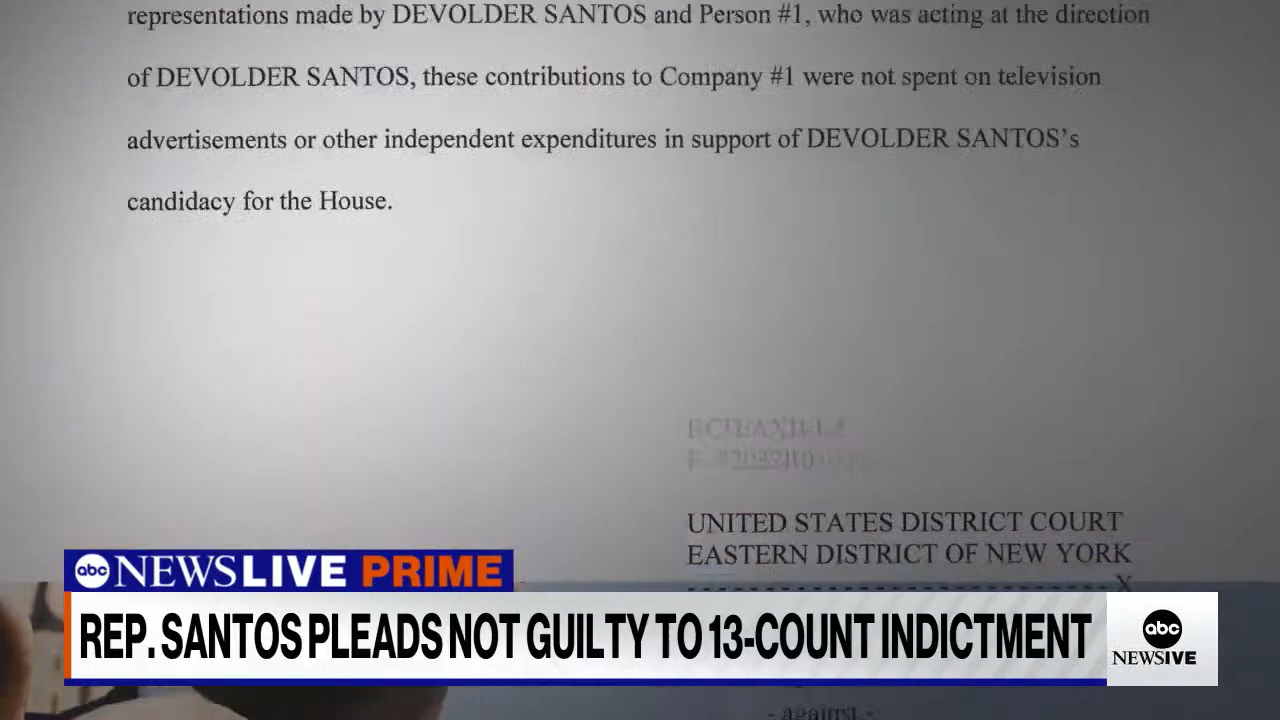 representations made by DEVOLDER SANTOS and Person #1, who was acting at the direction
of DEVOLDER SANTOS, these contributions to Company #1 were not spent on television
advertisements or other independent expenditures in support of DEVOLDER SANTOS's
candidacy for the House.
UNITED STATES DISTRICT COURT
EASTERN DISTRICT OF NEW YORK
X
- against -
abc NEWS LIVE PRIME
REP. SANTOS PLEADS NOT GUILTY TO 13-COUNT INDICTMENT
abc
NEWSLIVE